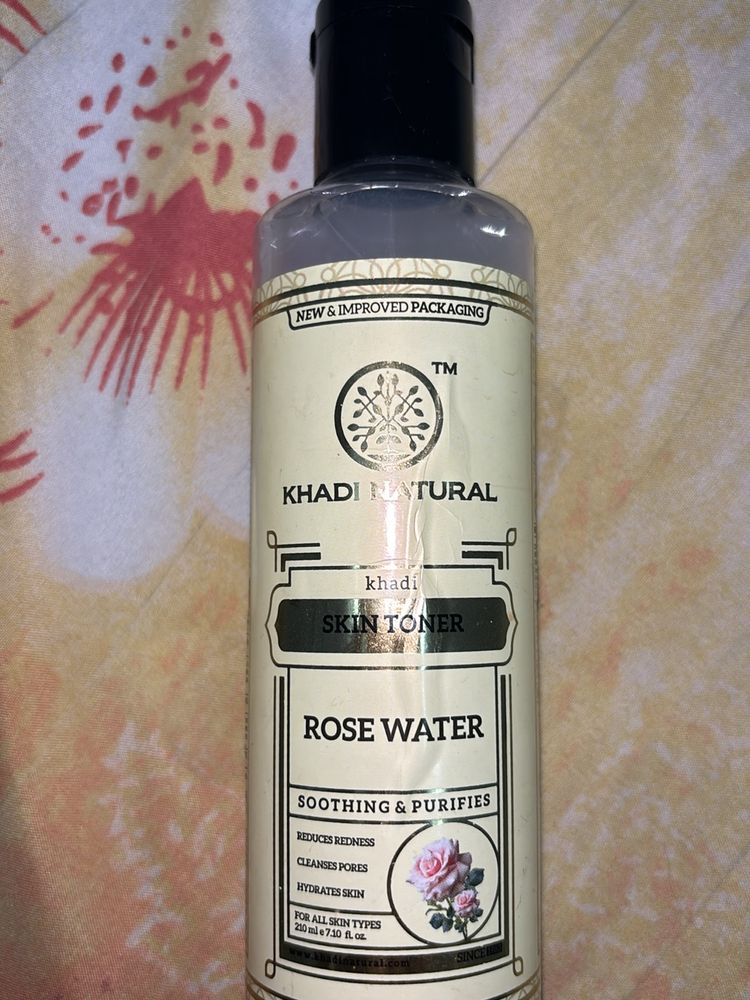 NEW & IMPROVED PACKAGING
TM
KHADI NATURAL
khadi
SKIN TONER
ROSE WATER
SOOTHING & PURIFIES
REDUCES REDNESS
CLEANSES PORES
HYDRATES SKIN
FOR ALL SKIN TYPES
210 ml e 7.10 fl. oz.
www.khadinatural.com
SINCE